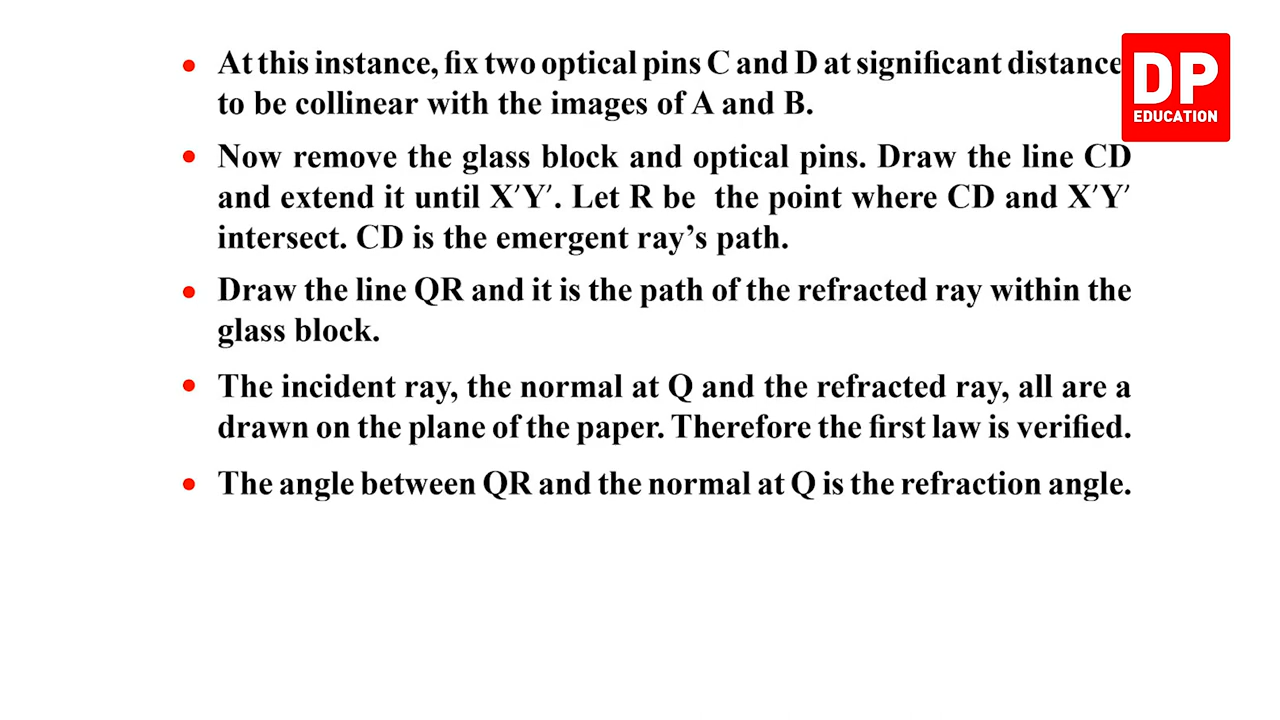 • At this instance, fix two optical pins C and D at significant distance
to be collinear with the images of A and B.
• Now remove the glass block and optical pins. Draw the line CD
and extend it until X′Y′. Let R be the point where CD and X′Y′
intersect. CD is the emergent ray’s path.
• Draw the line QR and it is the path of the refracted ray within the
glass block.
• The incident ray, the normal at Q and the refracted ray, all are a
drawn on the plane of the paper. Therefore the first law is verified.
• The angle between QR and the normal at Q is the refraction angle.
DP
EDUCATION